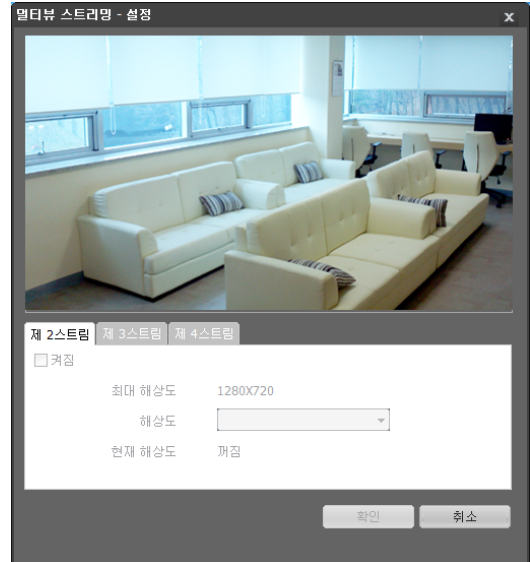 멀티뷰 스트리밍 - 설정 x
제 2스트림 제 3스트림 제 4스트림
켜짐
최대 해상도 1280X720
해상도
현재 해상도 꺼짐
확인 취소